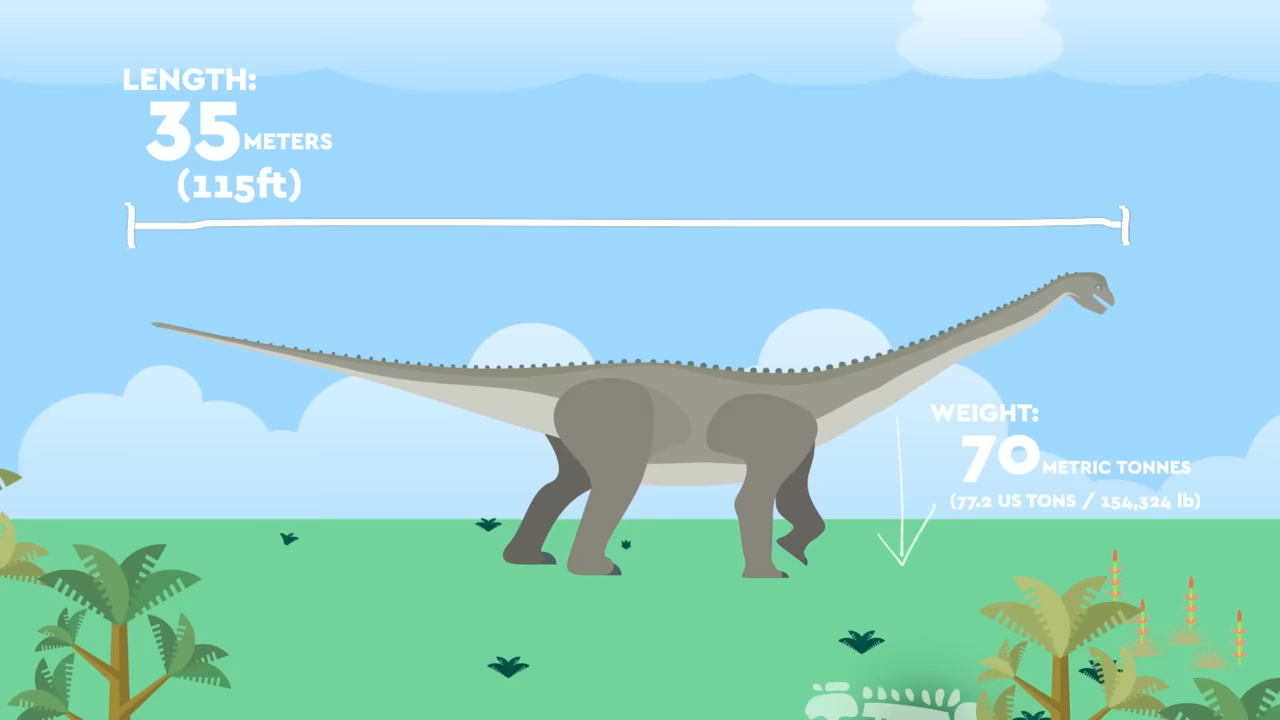 LENGTH:
35 METERS
(115ft)
WEIGHT:
70 METRIC TONNES
(77.2 US TONS / 154,324 lb)